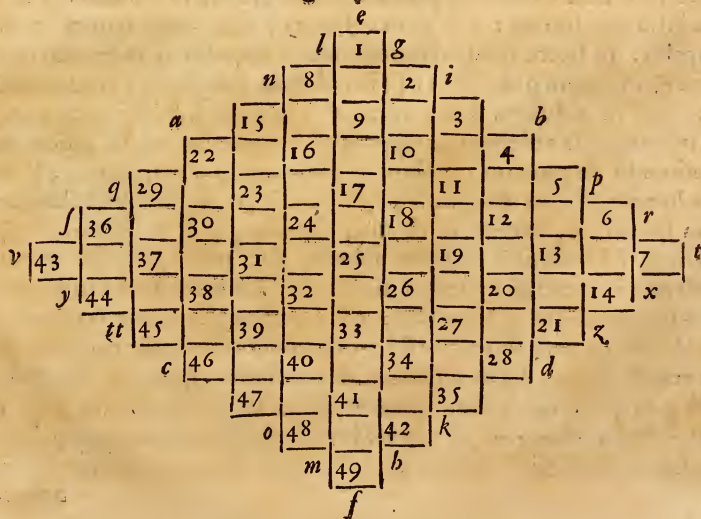 e
l 1 g
n 8 2 i
a 15 9 3 b
22 16 10 4
q 29 23 17 11 5 p
ſ 36 30 24 18 12 6 r
v 43 37 31 25 19 13 7 t
y 44 38 32 26 20 14 x
tt 45 39 33 27 21 z
c 46 40 34 28 d
47 41 35
o 48 42 k
m 49 h
f